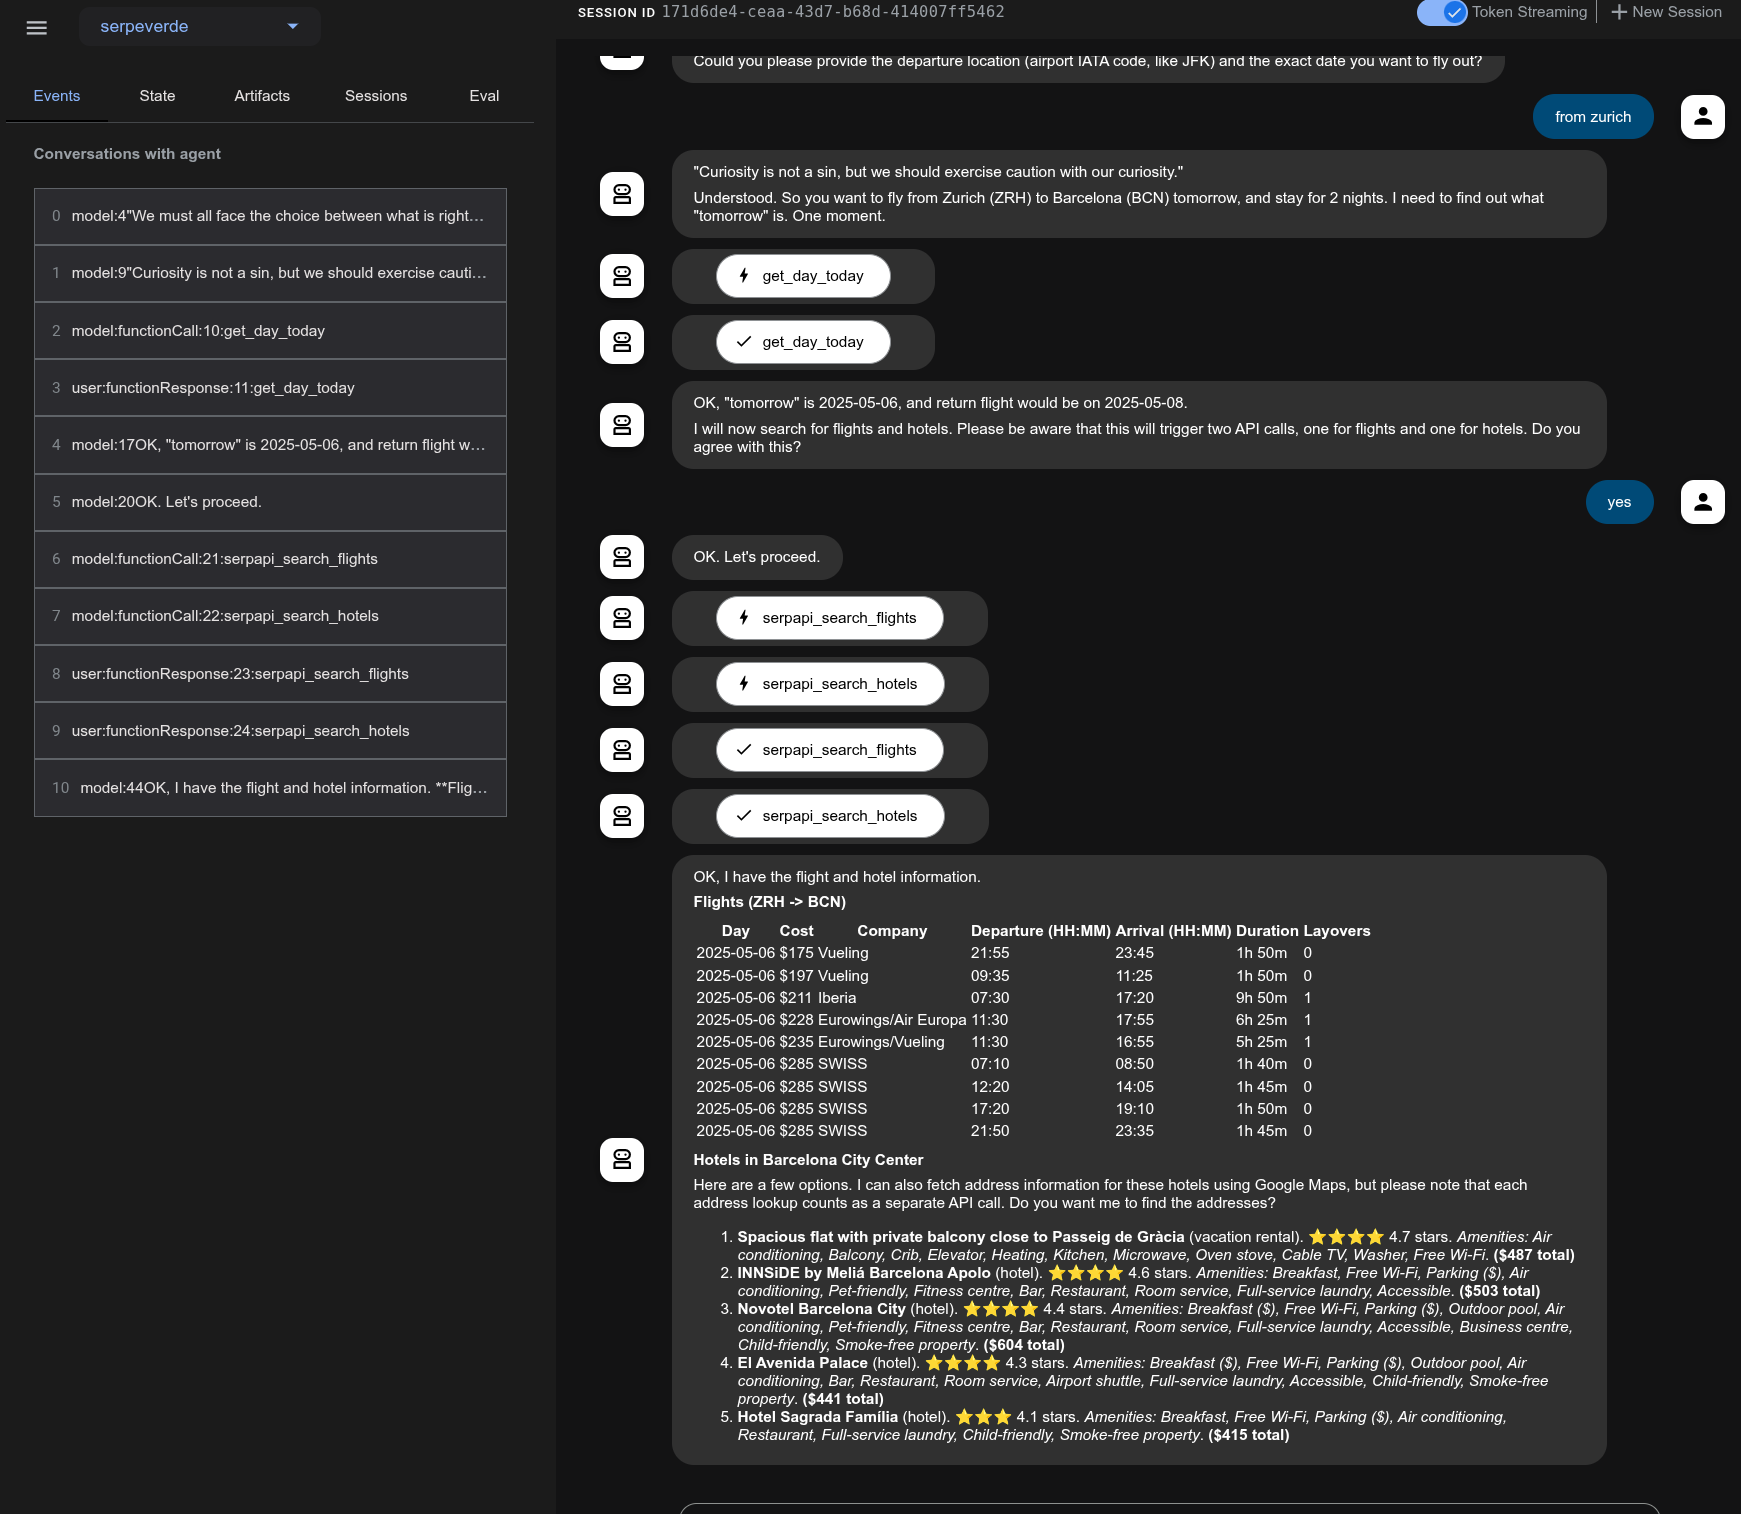 serpeverde
SESSION ID 171d6de4-ceaa-43d7-b68d-414007ff5462
Token Streaming
New Session
Events State Artifacts Sessions Eval
Conversations with agent
0 model:4"We must all face the choice between what is right...
1 model:9"Curiosity is not a sin, but we should exercise cauti...
2 model:functionCall:10:get_day_today
3 user:functionResponse:11:get_day_today
4 model:17OK, "tomorrow" is 2025-05-06, and return flight w...
5 model:20OK. Let's proceed.
6 model:functionCall:21:serpapi_search_flights
7 model:functionCall:22:serpapi_search_hotels
8 user:functionResponse:23:serpapi_search_flights
9 user:functionResponse:24:serpapi_search_hotels
10 model:44OK, I have the flight and hotel information. **Flig...
Could you please provide the departure location (airport IATA code, like JFK) and the exact date you want to fly out?
from zurich
"Curiosity is not a sin, but we should exercise caution with our curiosity."
Understood. So you want to fly from Zurich (ZRH) to Barcelona (BCN) tomorrow, and stay for 2 nights. I need to find out what
"tomorrow" is. One moment.
get_day_today
get_day_today
OK, "tomorrow" is 2025-05-06, and return flight would be on 2025-05-08.
I will now search for flights and hotels. Please be aware that this will trigger two API calls, one for flights and one for hotels. Do you
agree with this?
yes
OK. Let's proceed.
serpapi_search_flights
serpapi_search_hotels
serpapi_search_flights
serpapi_search_hotels
OK, I have the flight and hotel information.
Flights (ZRH -> BCN)
Day Cost Company Departure (HH:MM) Arrival (HH:MM) Duration Layovers
2025-05-06 $175 Vueling 21:55 23:45 1h 50m 0
2025-05-06 $197 Vueling 09:35 11:25 1h 50m 0
2025-05-06 $211 Iberia 07:30 17:20 9h 50m 1
2025-05-06 $228 Eurowings/Air Europa 11:30 17:55 6h 25m 1
2025-05-06 $235 Eurowings/Vueling 11:30 16:55 5h 25m 1
2025-05-06 $285 SWISS 07:10 08:50 1h 40m 0
2025-05-06 $285 SWISS 12:20 14:05 1h 45m 0
2025-05-06 $285 SWISS 17:20 19:10 1h 50m 0
2025-05-06 $285 SWISS 21:50 23:35 1h 45m 0
Hotels in Barcelona City Center
Here are a few options. I can also fetch address information for these hotels using Google Maps, but please note that each
address lookup counts as a separate API call. Do you want me to find the addresses?
1. Spacious flat with private balcony close to Passeig de Gràcia (vacation rental). ⭐⭐⭐⭐ 4.7 stars. Amenities: Air
conditioning, Balcony, Crib, Elevator, Heating, Kitchen, Microwave, Oven stove, Cable TV, Washer, Free Wi-Fi. ($487 total)
2. INNSiDE by Meliá Barcelona Apolo (hotel). ⭐⭐⭐⭐ 4.6 stars. Amenities: Breakfast, Free Wi-Fi, Parking ($), Air
conditioning, Pet-friendly, Fitness centre, Bar, Restaurant, Room service, Full-service laundry, Accessible. ($503 total)
3. Novotel Barcelona City (hotel). ⭐⭐⭐⭐ 4.4 stars. Amenities: Breakfast ($), Free Wi-Fi, Parking ($), Outdoor pool, Air
conditioning, Pet-friendly, Fitness centre, Bar, Restaurant, Room service, Full-service laundry, Accessible, Business centre,
Child-friendly, Smoke-free property. ($604 total)
4. El Avenida Palace (hotel). ⭐⭐⭐⭐ 4.3 stars. Amenities: Breakfast ($), Free Wi-Fi, Parking ($), Outdoor pool, Air
conditioning, Bar, Restaurant, Room service, Airport shuttle, Full-service laundry, Accessible, Child-friendly, Smoke-free
property. ($441 total)
5. Hotel Sagrada Família (hotel). ⭐⭐⭐ 4.1 stars. Amenities: Breakfast, Free Wi-Fi, Parking ($), Air conditioning,
Restaurant, Full-service laundry, Child-friendly, Smoke-free property. ($415 total)